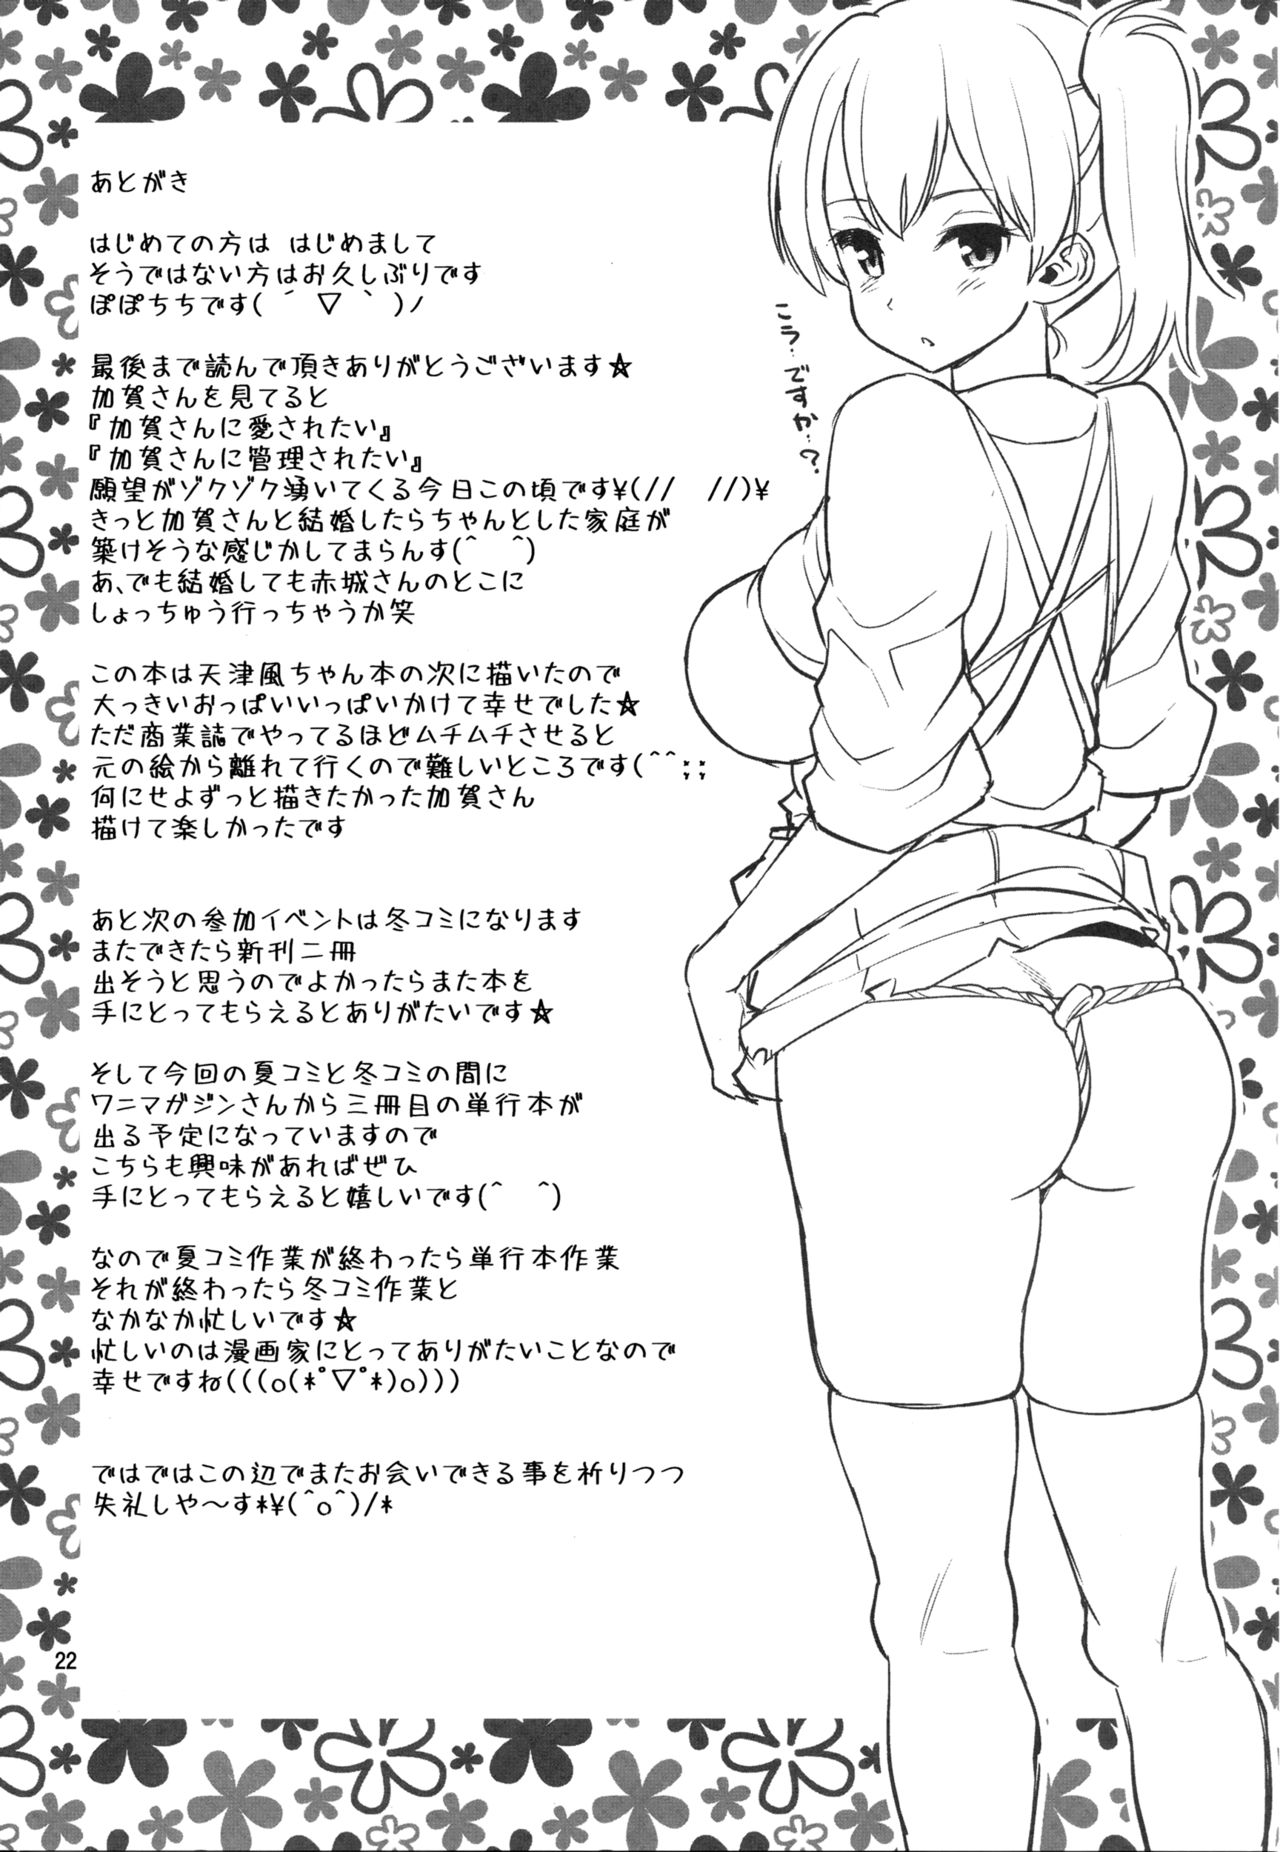 あとがき
はじめての方は はじめまして
そうではない方はお久しぶりです
ぽぽちちです( ´ ▽ ` )ノ
最後まで読んで頂きありがとうございます☆
加賀さんを見てると
『加賀さんに愛されたい』
『加賀さんに管理されたい』
願望がゾクゾク湧いてくる今日この頃です¥(// //)¥
きっと加賀さんと結婚したらちゃんとした家庭が
築けそうな感じかしてまらんす(^ ^)
あ、でも結婚しても赤城さんのとこに
しょっちゅう行っちゃうか笑
この本は天津風ちゃん本の次に描いたので
大っきいおっぱいいっぱいかけて幸せでした☆
ただ商業誌でやってるほどムチムチさせると
元の絵から離れて行くので難しいところです(^^;;
何にせよずっと描きたかった加賀さん
描けて楽しかったです
あと次の参加イベントは冬コミになります
またできたら新刊二冊
出そうと思うのでよかったらまた本を
手にとってもらえるとありがたいです☆
そして今回の夏コミと冬コミの間に
ワニマガジンさんから三冊目の単行本が
出る予定になっていますので
こちらも興味があればぜひ
手にとってもらえると嬉しいです(^ ^)
なので夏コミ作業が終わったら単行本作業
それが終わったら冬コミ作業と
なかなか忙しいです☆
忙しいのは漫画家にとってありがたいことなので
幸せですね(((o(*ﾟ▽ﾟ*)o)))
ではではこの辺でまたお会いできる事を祈りつつ
失礼しや〜す*¥(^o^)/*
こう…ですか…?
22